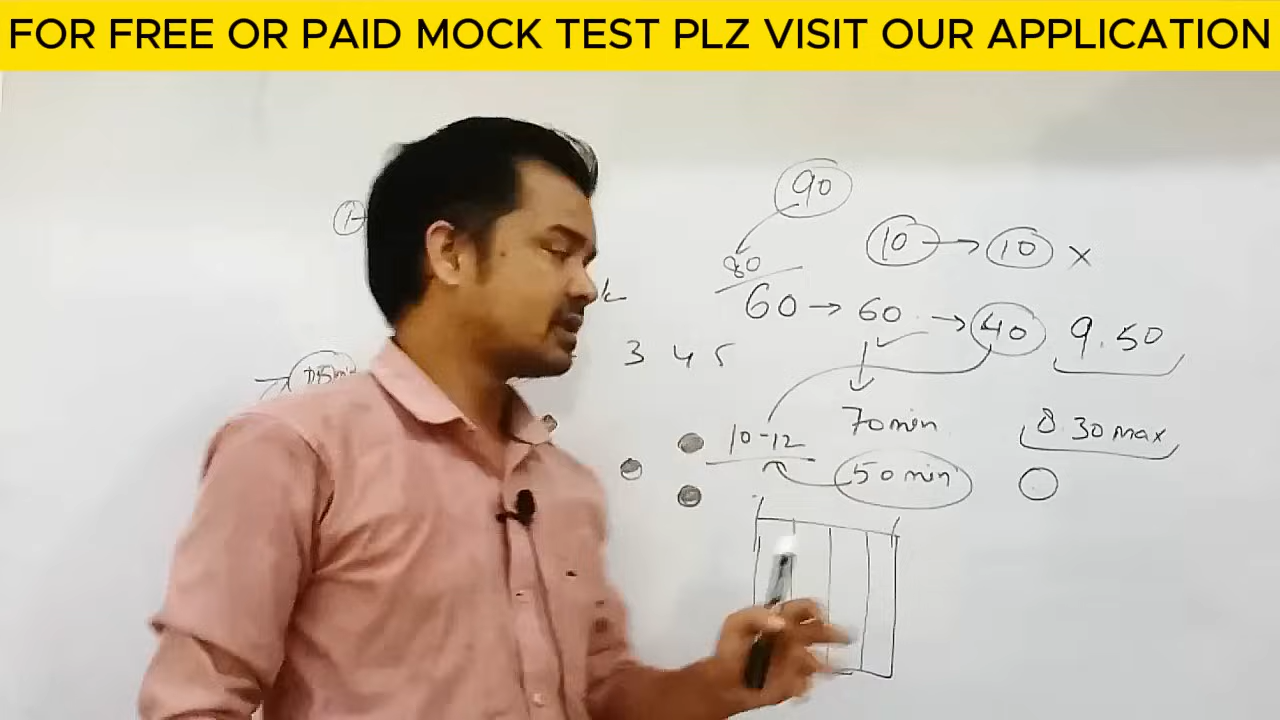 FOR FREE OR PAID MOCK TEST PLZ VISIT OUR APPLICATION
90
10 → 10 ×
80
60 → 60 → 40 9.50
3 4 5
70 min
10-12 8.30 max
50 min